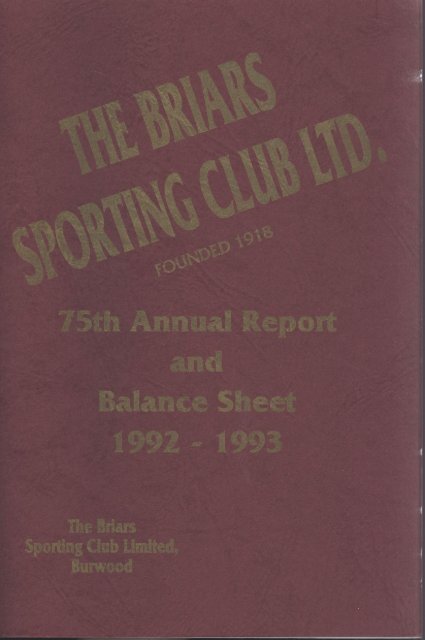 THE BRIARS
SPORTING CLUB LTD.
FOUNDED 1918
75th Annual Report
and
Balance Sheet
1992 - 1993
The Briars
Sporting Club Limited,
Burwood